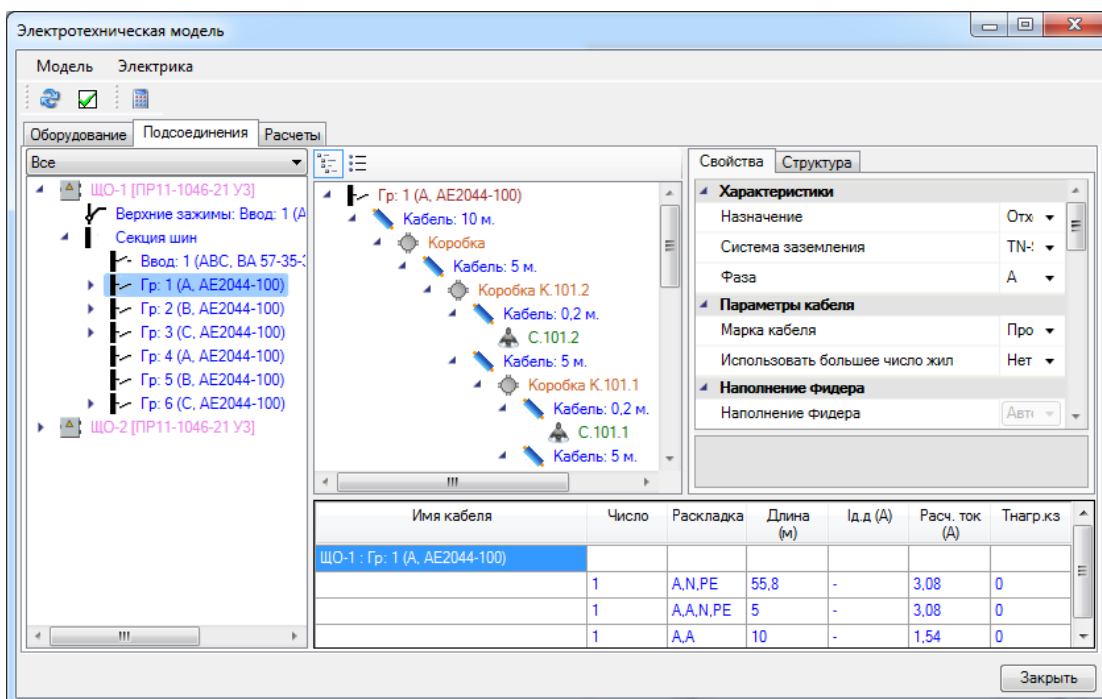 Электротехническая модель
Модель Электрика
Оборудование Подсоединения Расчеты
Все
ЩО-1 [ПР11-1046-21 У3]
Верхние зажимы: Ввод: 1 (А
Секция шин
Ввод: 1 (ABC, ВА 57-35-3
Гр: 1 (A, АЕ2044-100)
Гр: 2 (B, АЕ2044-100)
Гр: 3 (C, АЕ2044-100)
Гр: 4 (A, АЕ2044-100)
Гр: 5 (B, АЕ2044-100)
Гр: 6 (C, АЕ2044-100)
ЩО-2 [ПР11-1046-21 У3]
Гр: 1 (A, АЕ2044-100)
Кабель: 10 м.
Коробка
Кабель: 5 м.
Коробка К.101.2
Кабель: 0,2 м.
С.101.2
Кабель: 5 м.
Коробка К.101.1
Кабель: 0,2 м.
С.101.1
Кабель: 5 м.
Свойства Структура
Характеристики
Назначение Отх
Система заземления TN-S
Фаза A
Параметры кабеля
Марка кабеля Про
Использовать большее число жил Нет
Наполнение Фидера
Наполнение Фидера Авт
Имя кабеля Число Раскладка Длина (м) Iд.д (А) Расч. ток (А) Tнагр.кз
ЩО-1 : Гр: 1 (A, АЕ2044-100)
1 A,N,PE 55,8 - 3,08 0
1 A,A,N,PE 5 - 3,08 0
1 A,A 10 - 1,54 0
Закрыть